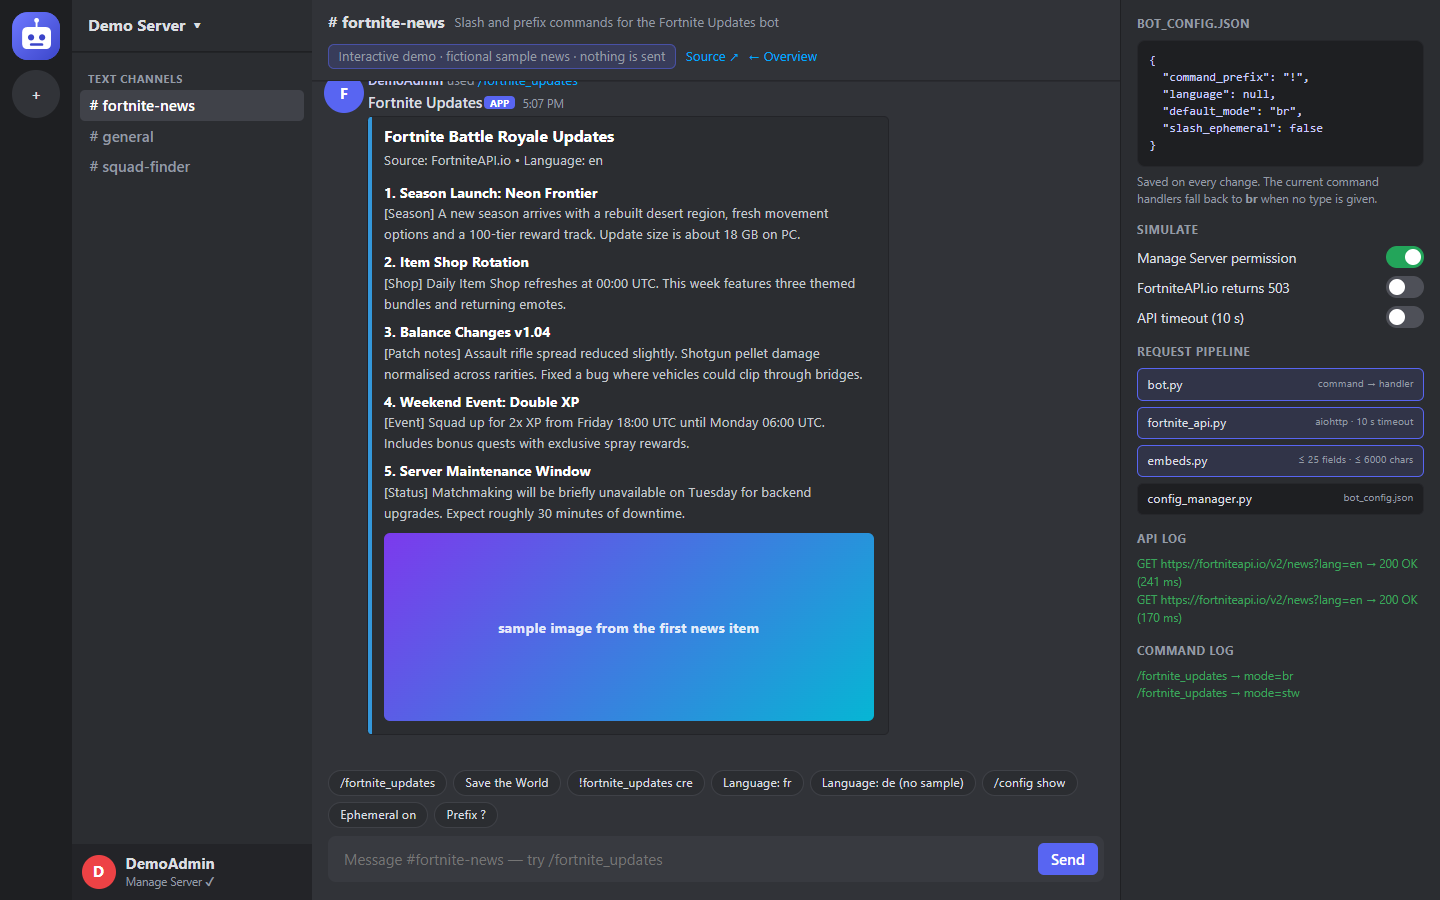 Demo Server ▾
+
TEXT CHANNELS
# fortnite-news
# general
# squad-finder
D
DemoAdmin
Manage Server ✓
# fortnite-news Slash and prefix commands for the Fortnite Updates bot
Interactive demo · fictional sample news · nothing is sent Source ↗ ← Overview
DemoAdmin used /fortnite_updates
F
Fortnite Updates APP 5:07 PM
Fortnite Battle Royale Updates
Source: FortniteAPI.io • Language: en
1. Season Launch: Neon Frontier
[Season] A new season arrives with a rebuilt desert region, fresh movement
options and a 100-tier reward track. Update size is about 18 GB on PC.
2. Item Shop Rotation
[Shop] Daily Item Shop refreshes at 00:00 UTC. This week features three themed
bundles and returning emotes.
3. Balance Changes v1.04
[Patch notes] Assault rifle spread reduced slightly. Shotgun pellet damage
normalised across rarities. Fixed a bug where vehicles could clip through bridges.
4. Weekend Event: Double XP
[Event] Squad up for 2x XP from Friday 18:00 UTC until Monday 06:00 UTC.
Includes bonus quests with exclusive spray rewards.
5. Server Maintenance Window
[Status] Matchmaking will be briefly unavailable on Tuesday for backend
upgrades. Expect roughly 30 minutes of downtime.
sample image from the first news item
/fortnite_updates Save the World !fortnite_updates cre Language: fr Language: de (no sample) /config show
Ephemeral on Prefix ?
Message #fortnite-news — try /fortnite_updates Send
BOT_CONFIG.JSON
{
"command_prefix": "!",
"language": null,
"default_mode": "br",
"slash_ephemeral": false
}
Saved on every change. The current command
handlers fall back to br when no type is given.
SIMULATE
Manage Server permission
FortniteAPI.io returns 503
API timeout (10 s)
REQUEST PIPELINE
bot.py command → handler
fortnite_api.py aiohttp · 10 s timeout
embeds.py ≤ 25 fields · ≤ 6000 chars
config_manager.py bot_config.json
API LOG
GET https://fortniteapi.io/v2/news?lang=en → 200 OK
(241 ms)
GET https://fortniteapi.io/v2/news?lang=en → 200 OK
(170 ms)
COMMAND LOG
/fortnite_updates → mode=br
/fortnite_updates → mode=stw